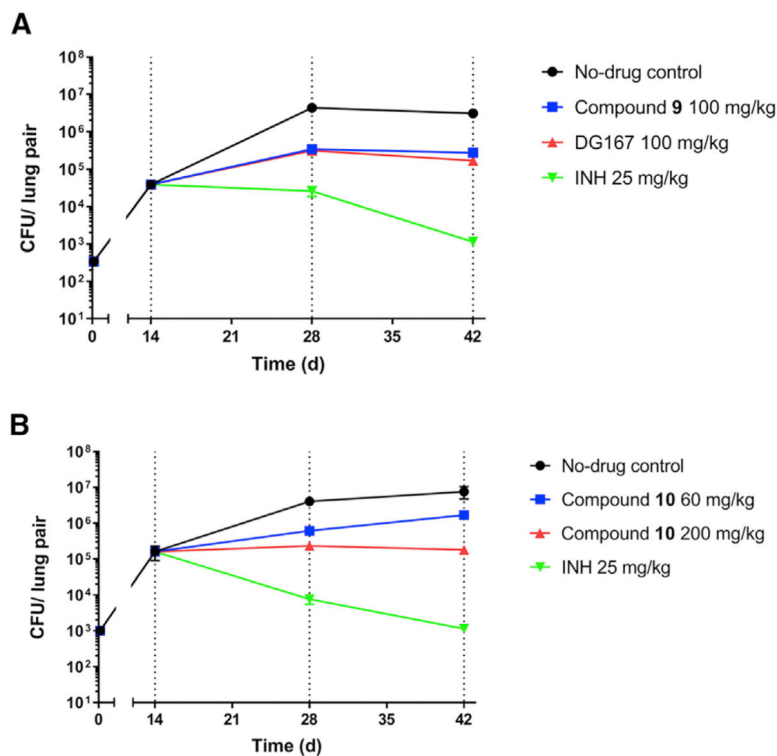 A
CFU/ lung pair
10⁸
10⁷
10⁶
10⁵
10⁴
10³
10²
10¹
0 14 21 28 35 42
Time (d)
No-drug control
Compound 9 100 mg/kg
DG167 100 mg/kg
INH 25 mg/kg
B
CFU/ lung pair
10⁸
10⁷
10⁶
10⁵
10⁴
10³
10²
10¹
0 14 21 28 35 42
Time (d)
No-drug control
Compound 10 60 mg/kg
Compound 10 200 mg/kg
INH 25 mg/kg